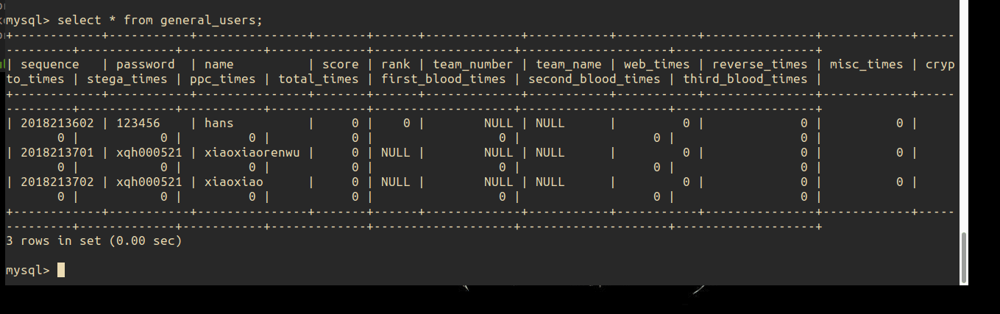 mysql> select * from general_users;
+------------+------------+---------------+-------+------+-------------+-----------+-----------+---------------+------------+-----
---------+-------------+-----------+-------------+-------------------+--------------------+-------------------+
| sequence   | password  | name          | score | rank | team_number | team_name | web_times | reverse_times | misc_times | cryp
to_times | stega_times | ppc_times | total_times | first_blood_times | second_blood_times | third_blood_times |
+------------+------------+---------------+-------+------+-------------+-----------+-----------+---------------+------------+-----
---------+-------------+-----------+-------------+-------------------+--------------------+-------------------+
| 2018213602 | 123456    | hans          |     0 |    0 |        NULL | NULL      |         0 |             0 |          0 |
       0 |           0 |         0 |           0 |                 0 |                  0 |                 0 |
| 2018213701 | xqh000521 | xiaoxiaorenwu |     0 | NULL |        NULL | NULL      |         0 |             0 |          0 |
       0 |           0 |         0 |           0 |                 0 |                  0 |                 0 |
| 2018213702 | xqh000521 | xiaoxiao      |     0 | NULL |        NULL | NULL      |         0 |             0 |          0 |
       0 |           0 |         0 |           0 |                 0 |                  0 |                 0 |
+------------+------------+---------------+-------+------+-------------+-----------+-----------+---------------+------------+-----
---------+-------------+-----------+-------------+-------------------+--------------------+-------------------+
3 rows in set (0.00 sec)
mysql>